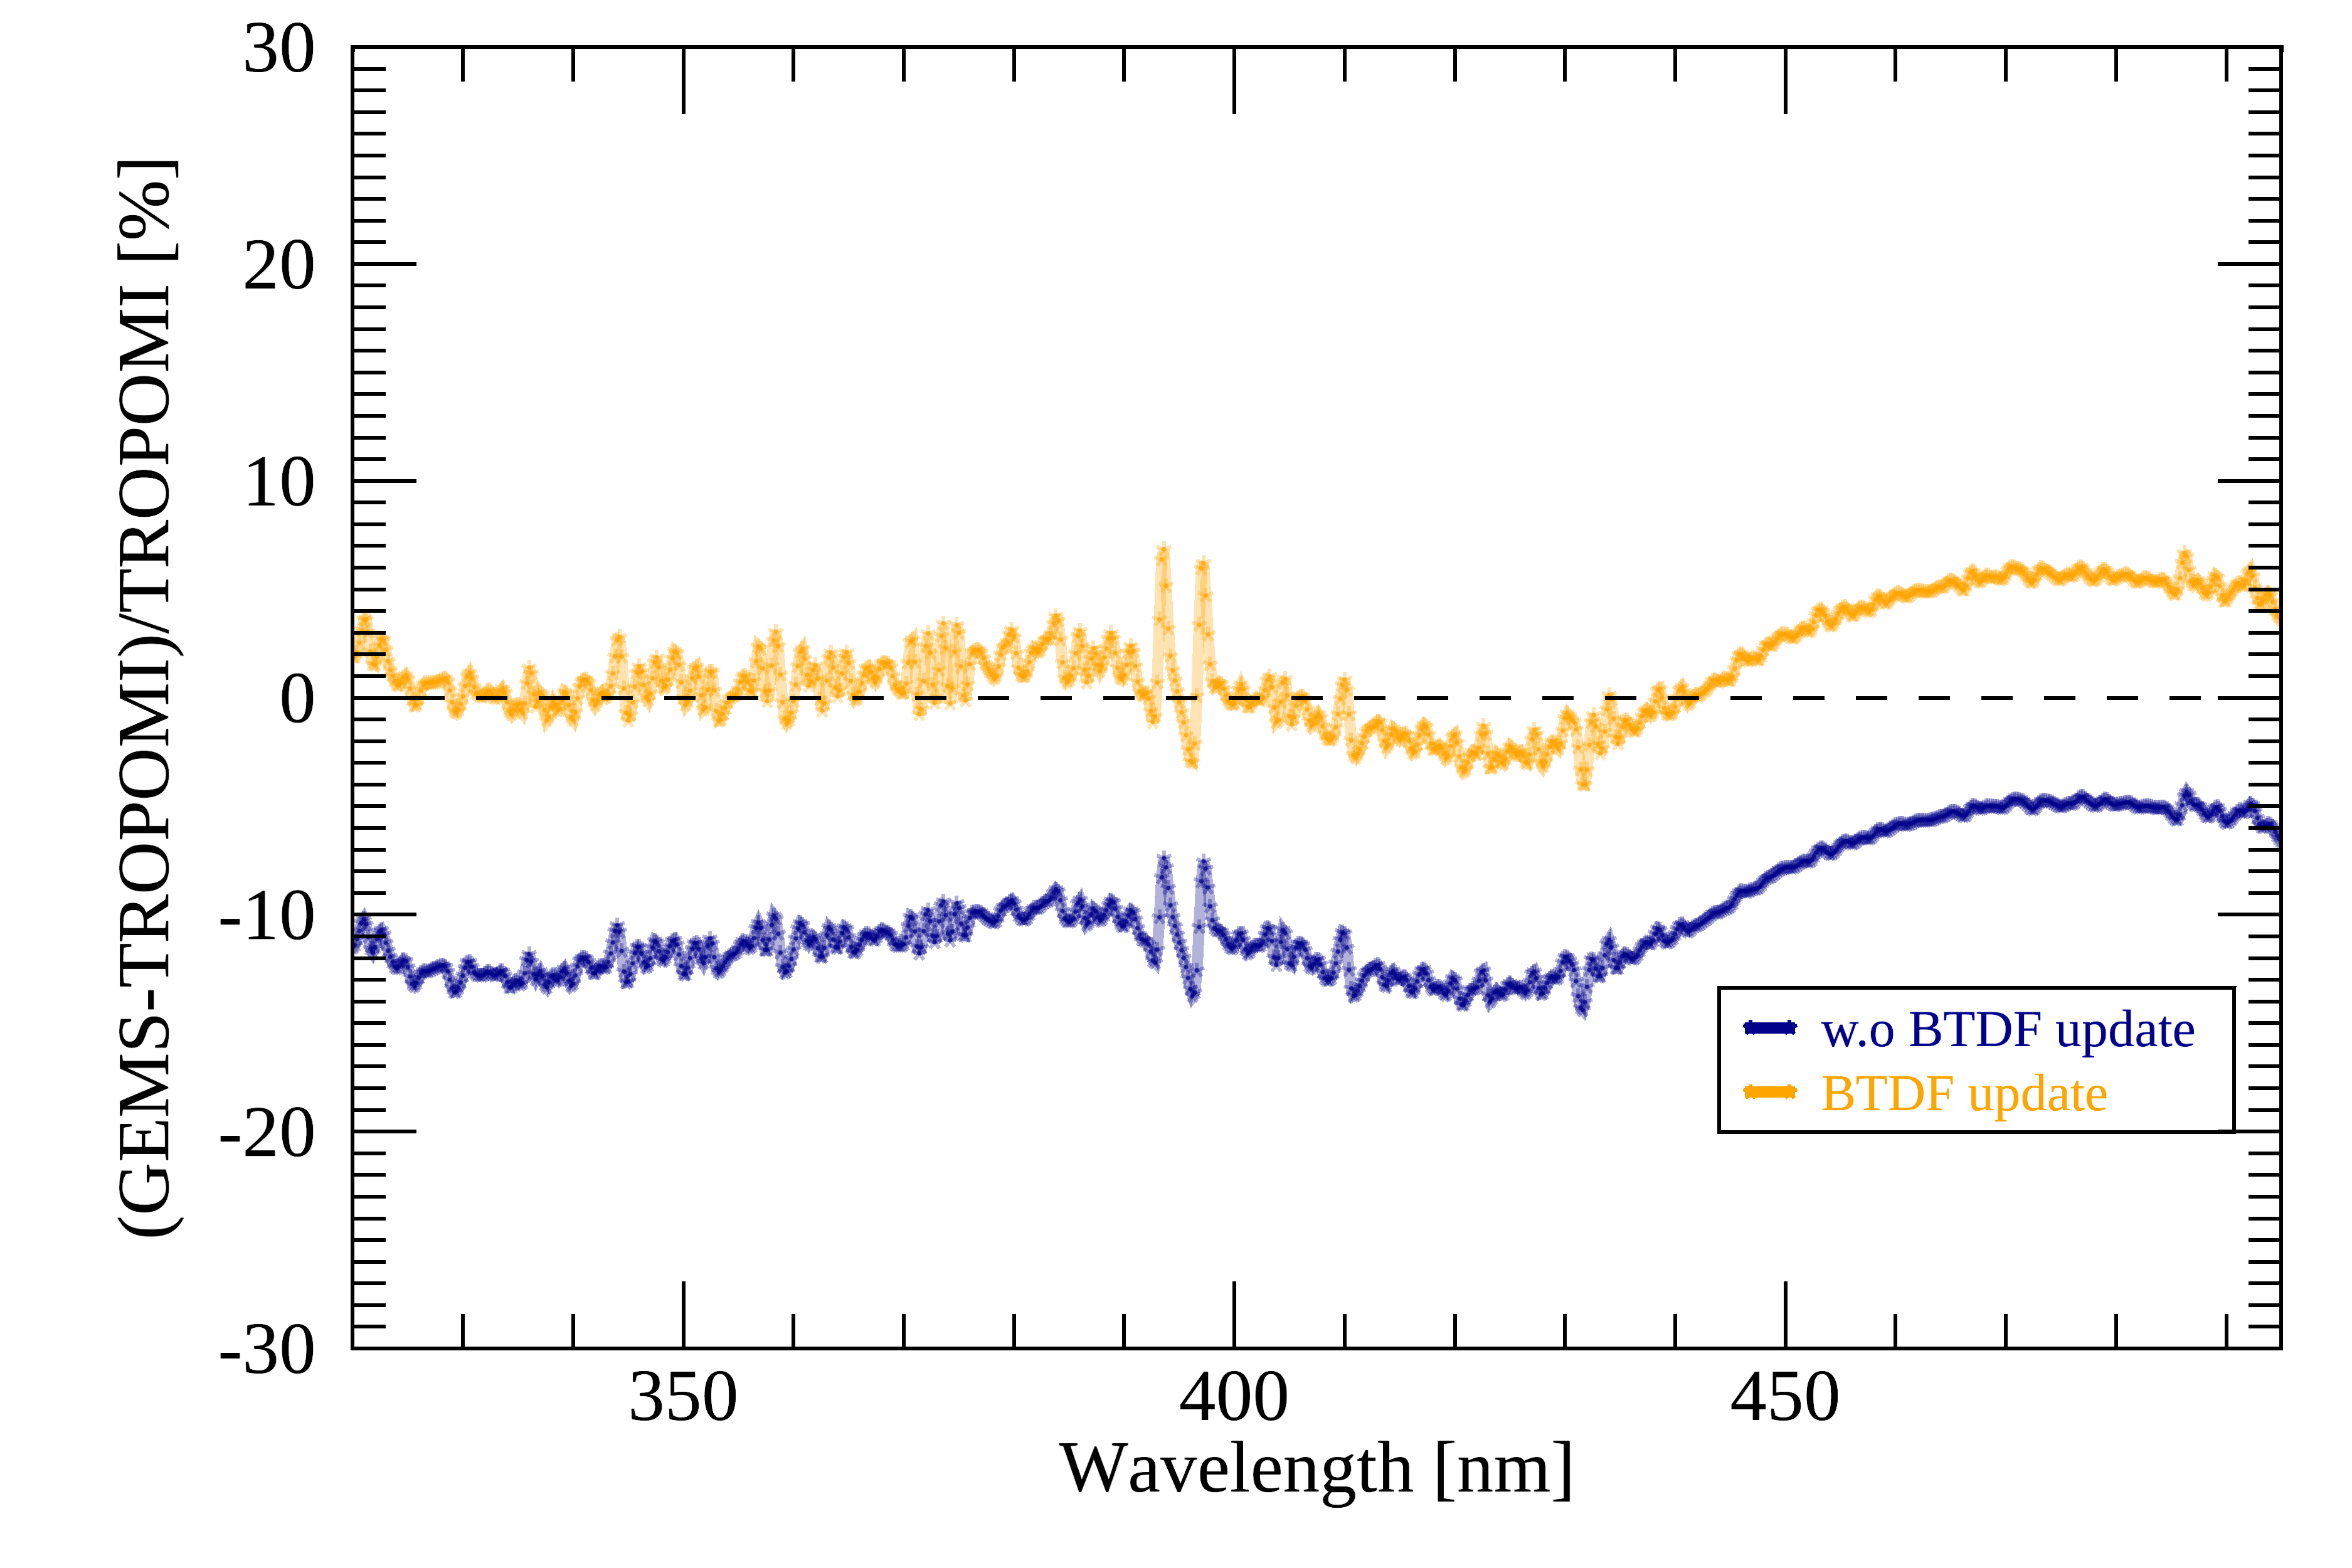 (GEMS-TROPOMI)/TROPOMI [%]
30
20
10
0
-10
-20
-30
w.o BTDF update
BTDF update
350 400 450
Wavelength [nm]